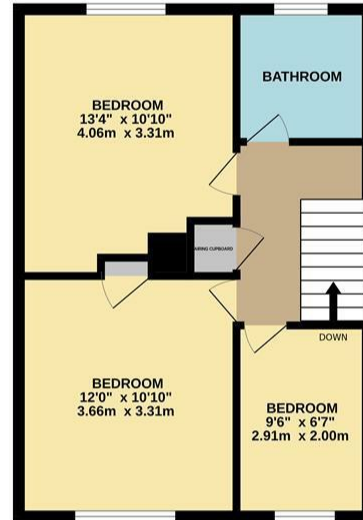 BATHROOM
BEDROOM
13'4" x 10'10"
4.06m x 3.31m
AIRING CUPBOARD
DOWN
BEDROOM
12'0" x 10'10"
3.66m x 3.31m
BEDROOM
9'6" x 6'7"
2.91m x 2.00m